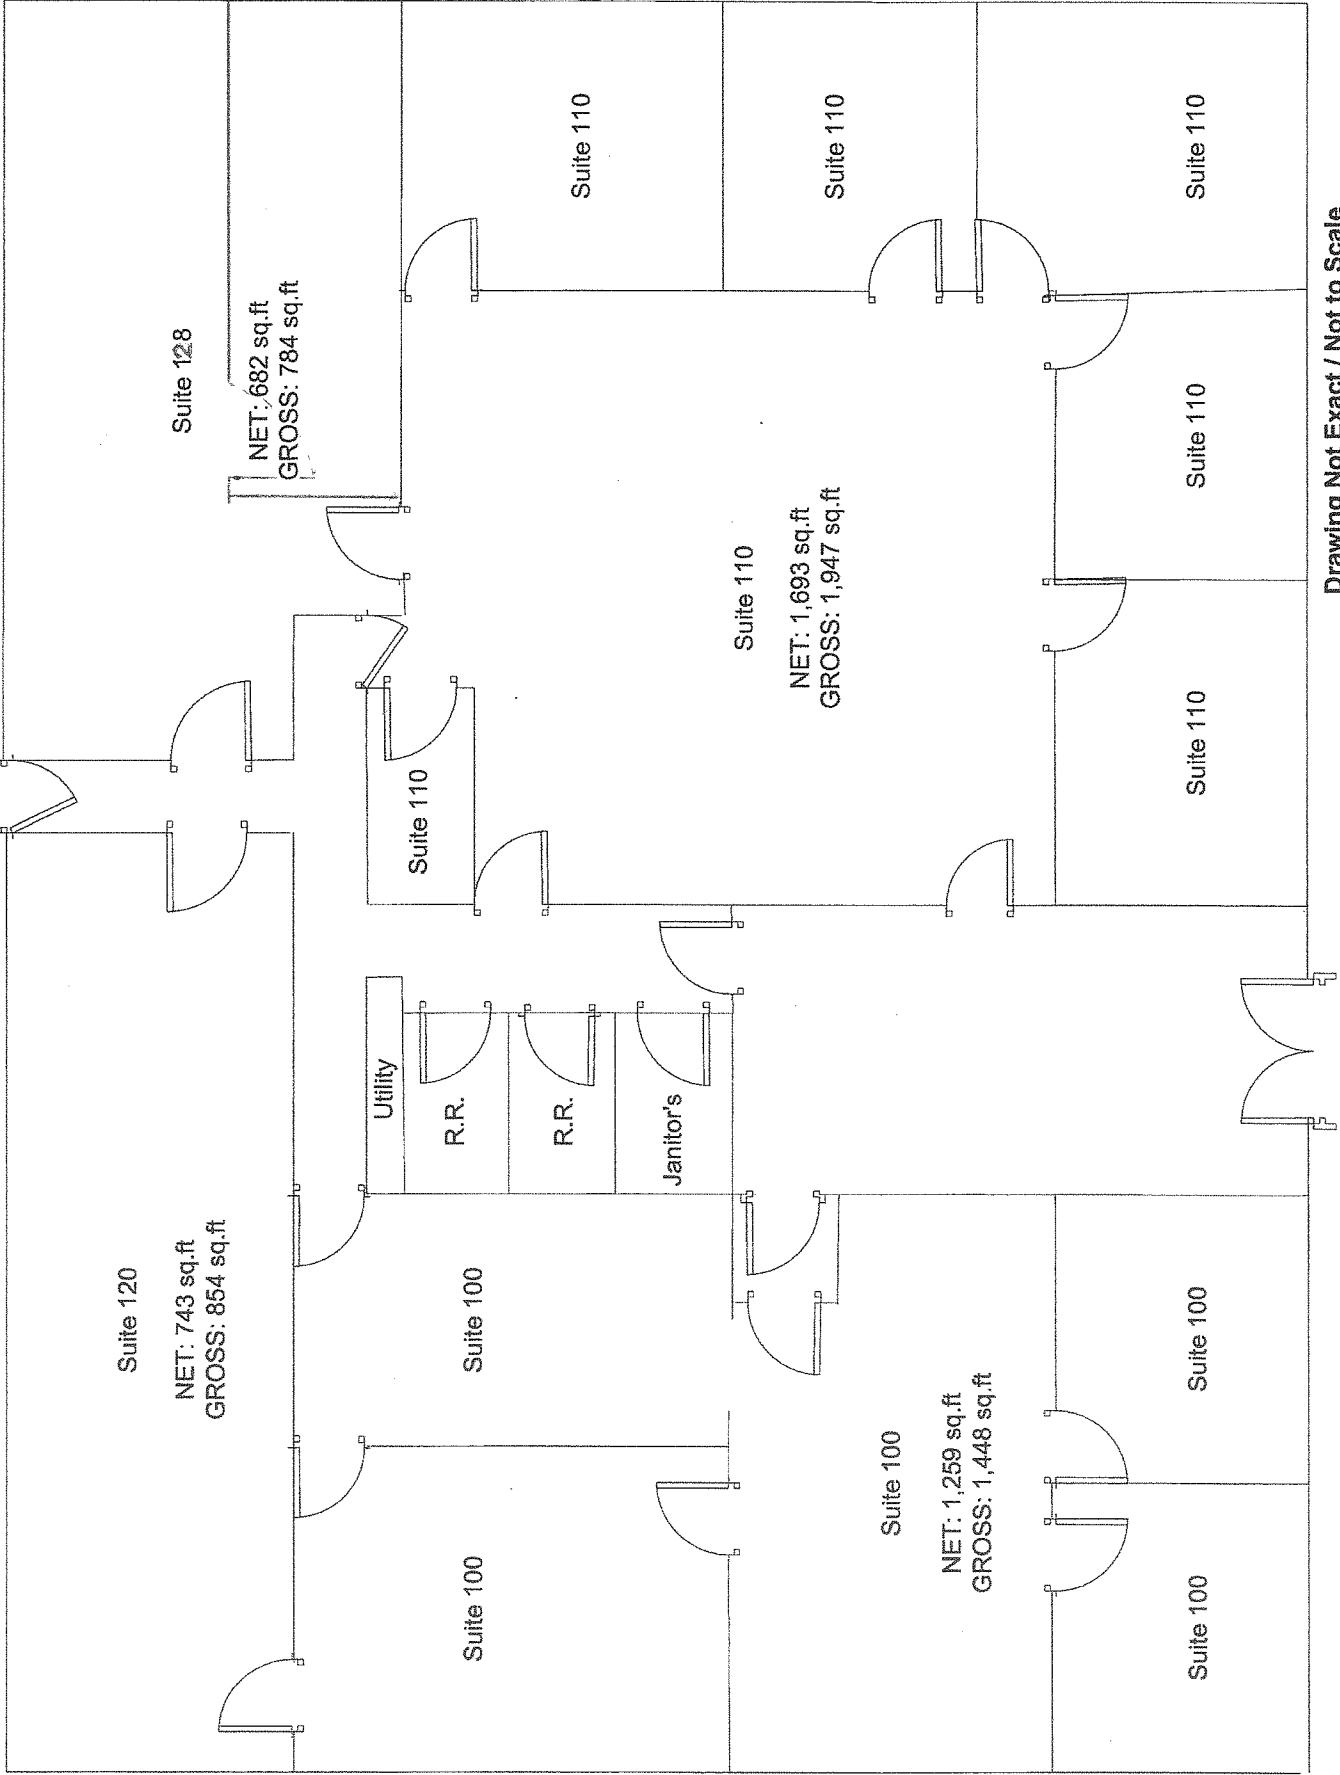 Suite 120
NET: 743 sq.ft
GROSS: 854 sq.ft
Suite 128
NET: 682 sq.ft
GROSS: 784 sq.ft
Utility
Suite 110
R.R.
Suite 100
Suite 100
R.R.
Suite 110
Janitor's
Suite 110
NET: 1,693 sq.ft
GROSS: 1,947 sq.ft
Suite 110
Suite 100
NET: 1,259 sq.ft
GROSS: 1,448 sq.ft
Suite 100
Suite 100
Suite 110
Suite 110
Suite 110
Drawing Not Exact / Not to Scale